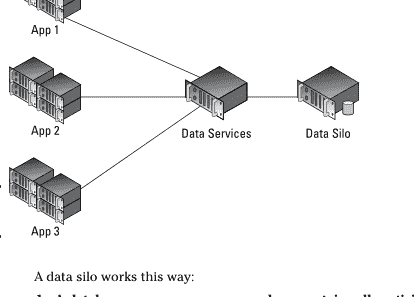 App 1
App 2
Data Services
Data Silo
App 3
A data silo works this way: